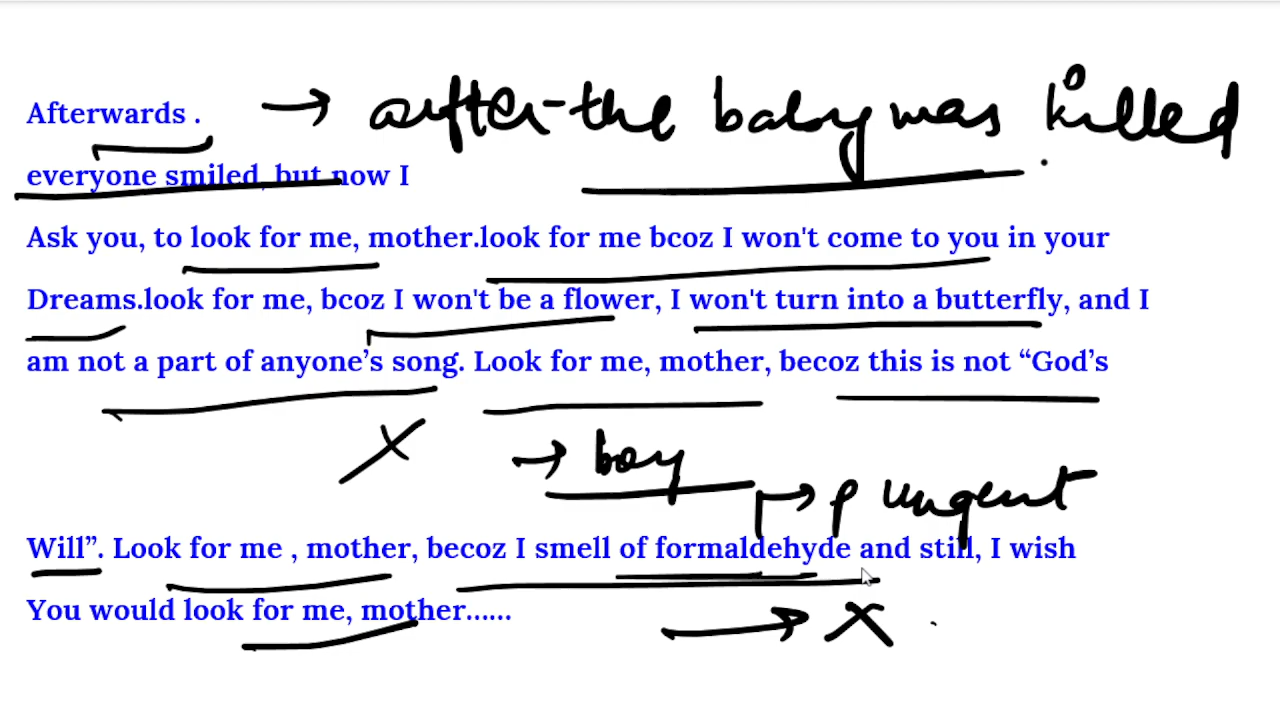 Afterwards . → after the baby was killed
everyone smiled, but now I
Ask you, to look for me, mother.look for me bcoz I won't come to you in your
Dreams.look for me, bcoz I won't be a flower, I won't turn into a butterfly, and I
am not a part of anyone’s song. Look for me, mother, becoz this is not “God’s
X → boy
→ pungent
Will”. Look for me , mother, becoz I smell of formaldehyde and still, I wish
You would look for me, mother......
→ X